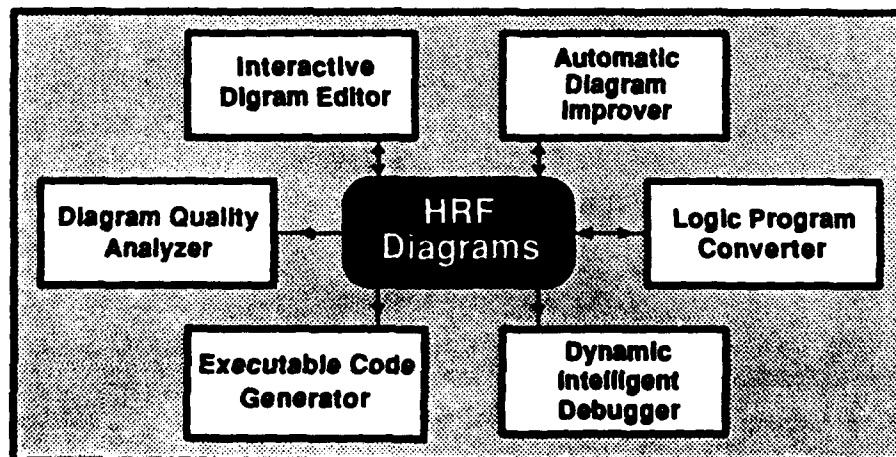 Interactive
Digram Editor
Automatic
Diagram
Improver
Diagram Quality
Analyzer
HRF
Diagrams
Logic Program
Converter
Executable Code
Generator
Dynamic
Intelligent
Debugger